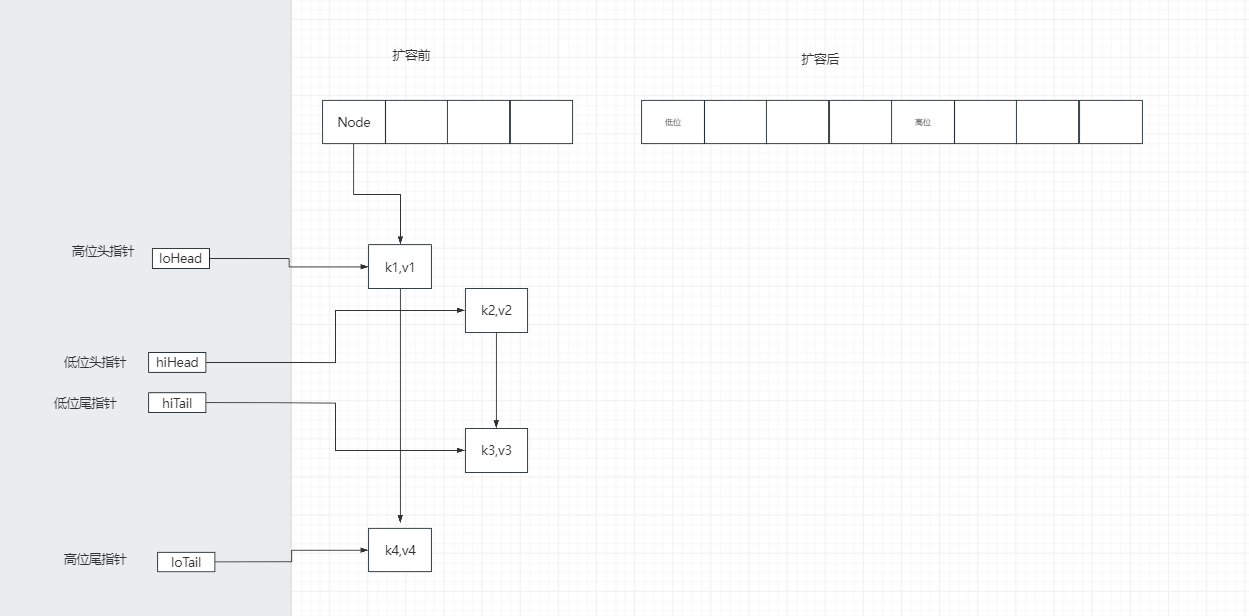 扩容前
扩容后
Node
低位
高位
高位头指针
loHead
k1,v1
k2,v2
低位头指针
hiHead
低位尾指针
hiTail
k3,v3
k4,v4
高位尾指针
loTail